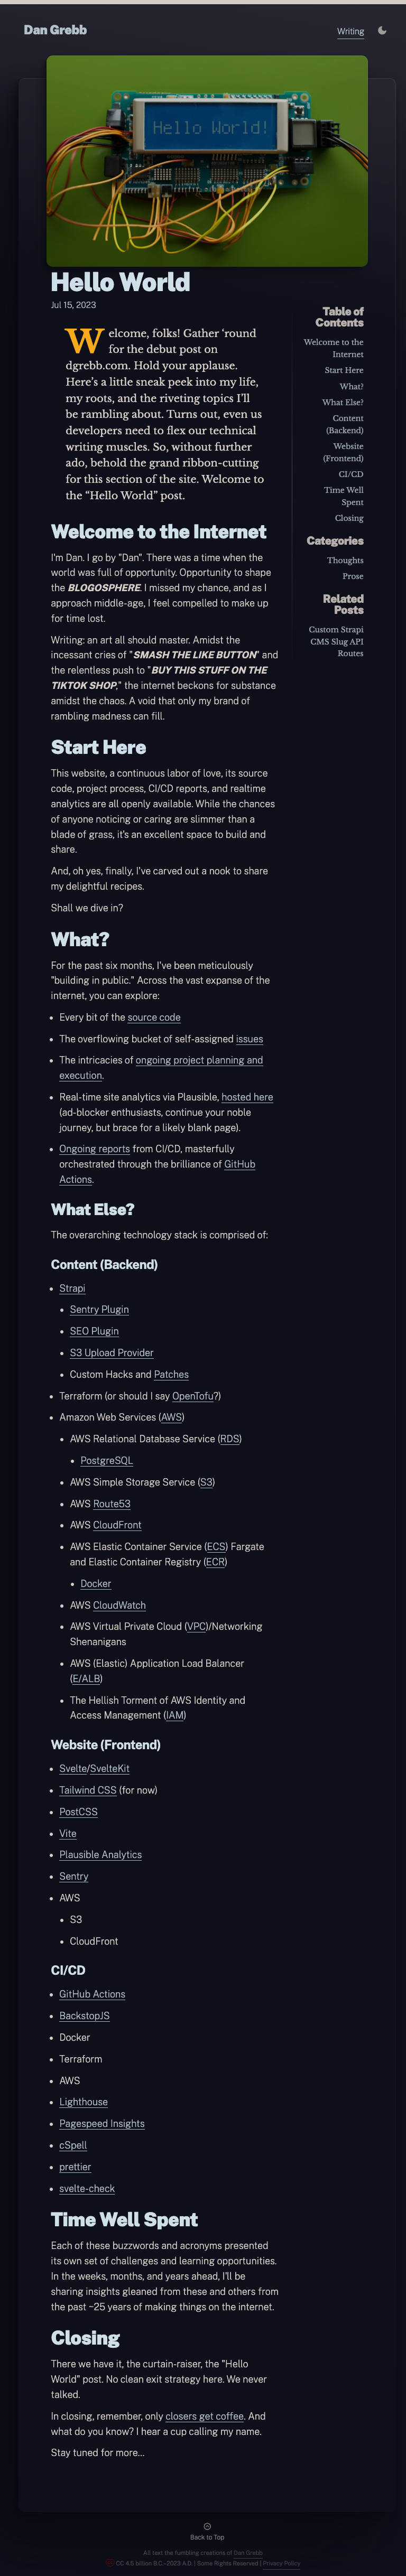 Dan Grebb
Writing
Hello World!
Hello World
Jul 15, 2023
Welcome, folks! Gather ‘round
for the debut post on
dgrebb.com. Hold your applause.
Here’s a little sneak peek into my life,
my roots, and the riveting topics I’ll
be rambling about. Turns out, even us
developers need to flex our technical
writing muscles. So, without further
ado, behold the grand ribbon-cutting
for this section of the site. Welcome to
the “Hello World” post.
Welcome to the Internet
I'm Dan. I go by "Dan". There was a time when the
world was full of opportunity. Opportunity to shape
the BLOGOSPHERE. I missed my chance, and as I
approach middle-age, I feel compelled to make up
for time lost.
Writing: an art all should master. Amidst the
incessant cries of "SMASH THE LIKE BUTTON" and
the relentless push to "BUY THIS STUFF ON THE
TIKTOK SHOP," the internet beckons for substance
amidst the chaos. A void that only my brand of
rambling madness can fill.
Start Here
This website, a continuous labor of love, its source
code, project process, CI/CD reports, and realtime
analytics are all openly available. While the chances
of anyone noticing or caring are slimmer than a
blade of grass, it's an excellent space to build and
share.
And, oh yes, finally, I've carved out a nook to share
my delightful recipes.
Shall we dive in?
What?
For the past six months, I've been meticulously
"building in public." Across the vast expanse of the
internet, you can explore:
• Every bit of the source code
• The overflowing bucket of self-assigned issues
• The intricacies of ongoing project planning and
execution.
• Real-time site analytics via Plausible, hosted here
(ad-blocker enthusiasts, continue your noble
journey, but brace for a likely blank page).
• Ongoing reports from CI/CD, masterfully
orchestrated through the brilliance of GitHub
Actions.
What Else?
The overarching technology stack is comprised of:
Content (Backend)
• Strapi
• Sentry Plugin
• SEO Plugin
• S3 Upload Provider
• Custom Hacks and Patches
• Terraform (or should I say OpenTofu?)
• Amazon Web Services (AWS)
• AWS Relational Database Service (RDS)
• PostgreSQL
• AWS Simple Storage Service (S3)
• AWS Route53
• AWS CloudFront
• AWS Elastic Container Service (ECS) Fargate
and Elastic Container Registry (ECR)
• Docker
• AWS CloudWatch
• AWS Virtual Private Cloud (VPC)/Networking
Shenanigans
• AWS (Elastic) Application Load Balancer
(E/ALB)
• The Hellish Torment of AWS Identity and
Access Management (IAM)
Website (Frontend)
• Svelte/SvelteKit
• Tailwind CSS (for now)
• PostCSS
• Vite
• Plausible Analytics
• Sentry
• AWS
• S3
• CloudFront
CI/CD
• GitHub Actions
• BackstopJS
• Docker
• Terraform
• AWS
• Lighthouse
• Pagespeed Insights
• cSpell
• prettier
• svelte-check
Time Well Spent
Each of these buzzwords and acronyms presented
its own set of challenges and learning opportunities.
In the weeks, months, and years ahead, I'll be
sharing insights gleaned from these and others from
the past ~25 years of making things on the internet.
Closing
There we have it, the curtain-raiser, the "Hello
World" post. No clean exit strategy here. We never
talked.
In closing, remember, only closers get coffee. And
what do you know? I hear a cup calling my name.
Stay tuned for more...
Table of
Contents
Welcome to the
Internet
Start Here
What?
What Else?
Content
(Backend)
Website
(Frontend)
CI/CD
Time Well
Spent
Closing
Categories
Thoughts
Prose
Related
Posts
Custom Strapi
CMS Slug API
Routes
Back to Top
All text the fumbling creations of Dan Grebb
CC 4.5 billion B.C.–2023 A.D. | Some Rights Reserved | Privacy Policy